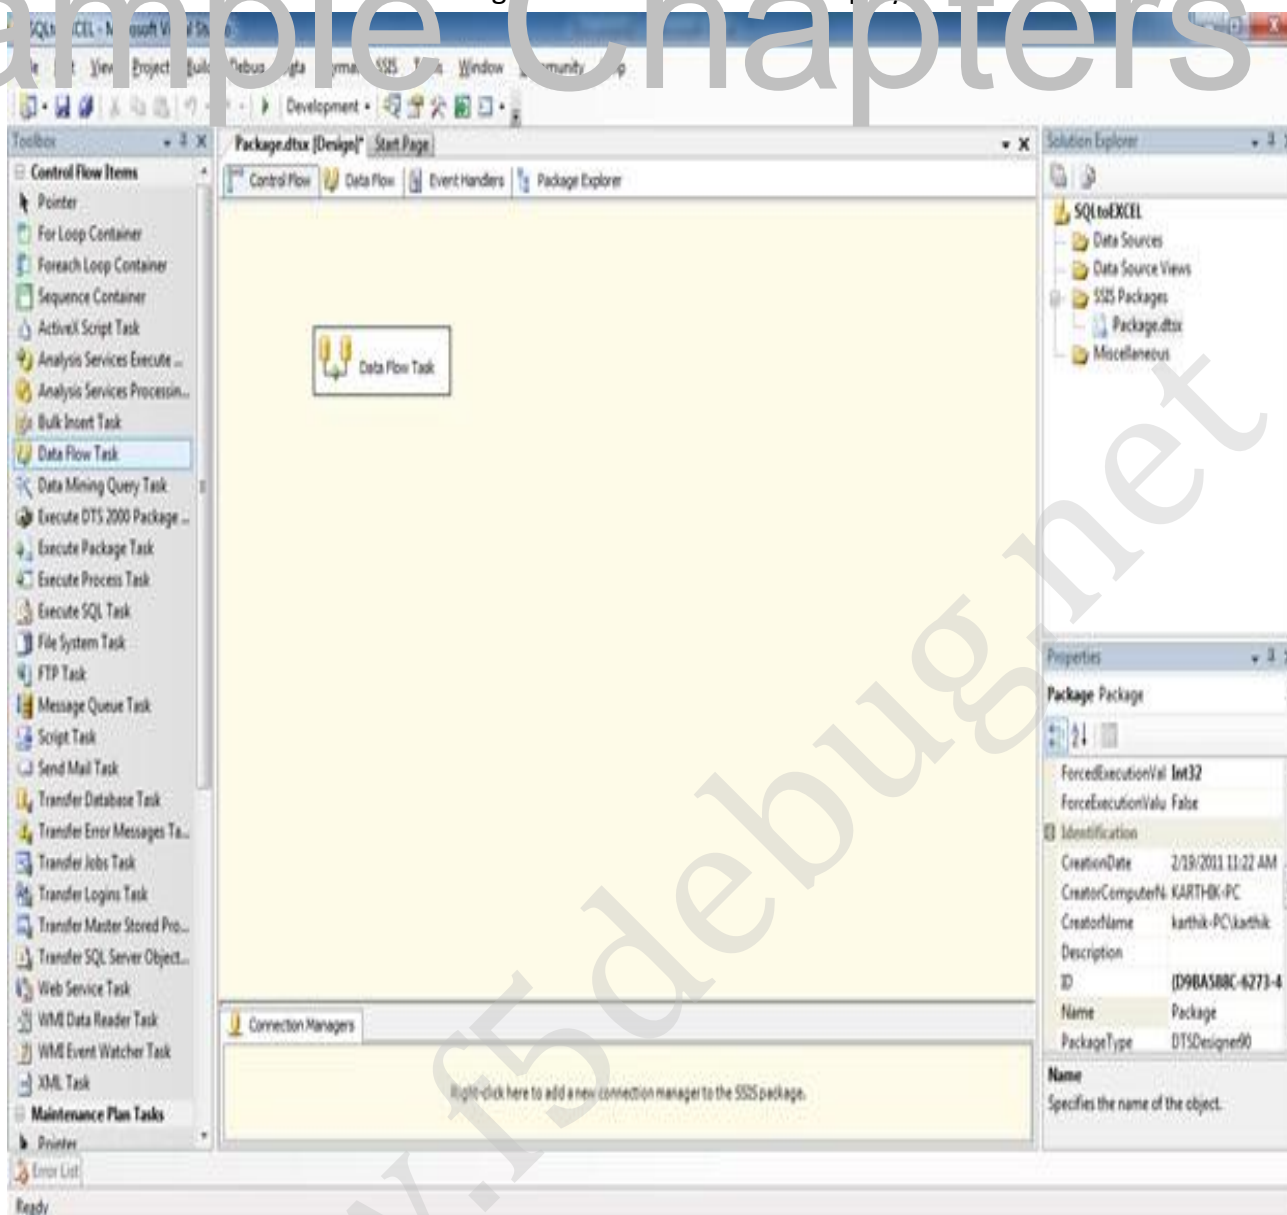 Sample Chapters
View Project
Window
Development
Toolbox
Control Flow Items
Pointer
For Loop Container
Foreach Loop Container
Sequence Container
ActiveX Script Task
Analysis Services Execute ...
Analysis Services Processin...
Bulk Insert Task
Data Flow Task
Data Mining Query Task
Execute DTS 2000 Package ...
Execute Package Task
Execute Process Task
Execute SQL Task
File System Task
FTP Task
Message Queue Task
Script Task
Send Mail Task
Transfer Database Task
Transfer Error Messages Ta...
Transfer Jobs Task
Transfer Logins Task
Transfer Master Stored Pro...
Transfer SQL Server Object...
Web Service Task
WMI Data Reader Task
WMI Event Watcher Task
XML Task
Maintenance Plan Tasks
Pointer
Error List
Ready
Package.dtsx [Design]* Start Page
Control Flow Data Flow Event Handlers Package Explorer
Data Flow Task
Connection Managers
Right-click here to add a new connection manager to the SSIS package.
Solution Explorer
SQLtoEXCEL
Data Sources
Data Source Views
SSIS Packages
Package.dtsx
Miscellaneous
Properties
Package Package
ForcedExecutionVal Int32
ForceExecutionValu False
Identification
CreationDate 2/19/2011 11:22 AM
CreatorComputerN KARTHIK-PC
CreatorName karthik-PC\karthik
Description
ID {D9BA588C-6273-4
Name Package
PackageType DTSDesigner90
Name
Specifies the name of the object.
www.f5debug.net